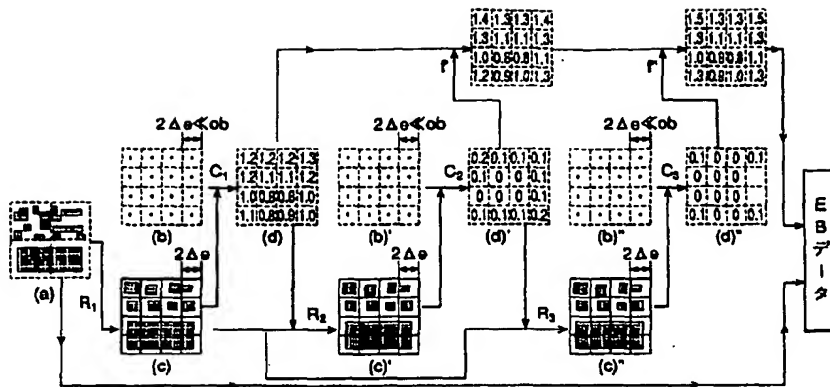 1.4 1.3 1.3 1.4
1.3 1.1 1.1 1.3
1.0 0.8 0.8 1.1
1.2 0.9 1.0 1.3
f'
1.5 1.3 1.3 1.5
1.3 1.1 1.1 1.3
1.0 0.8 0.8 1.1
1.3 0.9 1.0 1.3
f''
2Δe≪ob
2Δe≪ob
2Δe≪ob
C1
1.2 1.2 1.2 1.3
1.2 1.1 1.1 1.2
1.0 0.8 0.8 1.0
1.1 0.8 0.9 1.0
C2
0.2 0.1 0.1 0.1
0.1 0 0 0.1
0 0 0 0.1
0.1 0.1 0.1 0.2
C3
0.1 0 0 0.1
0.1 0 0
0 0 0
0.1 0 0 0.1
(b)
(d)
(b)'
(d)'
(b)''
(d)''
EBデータ
2Δe
2Δe
2Δe
(a)
R1
R2
R3
(c)
(c)'
(c)''